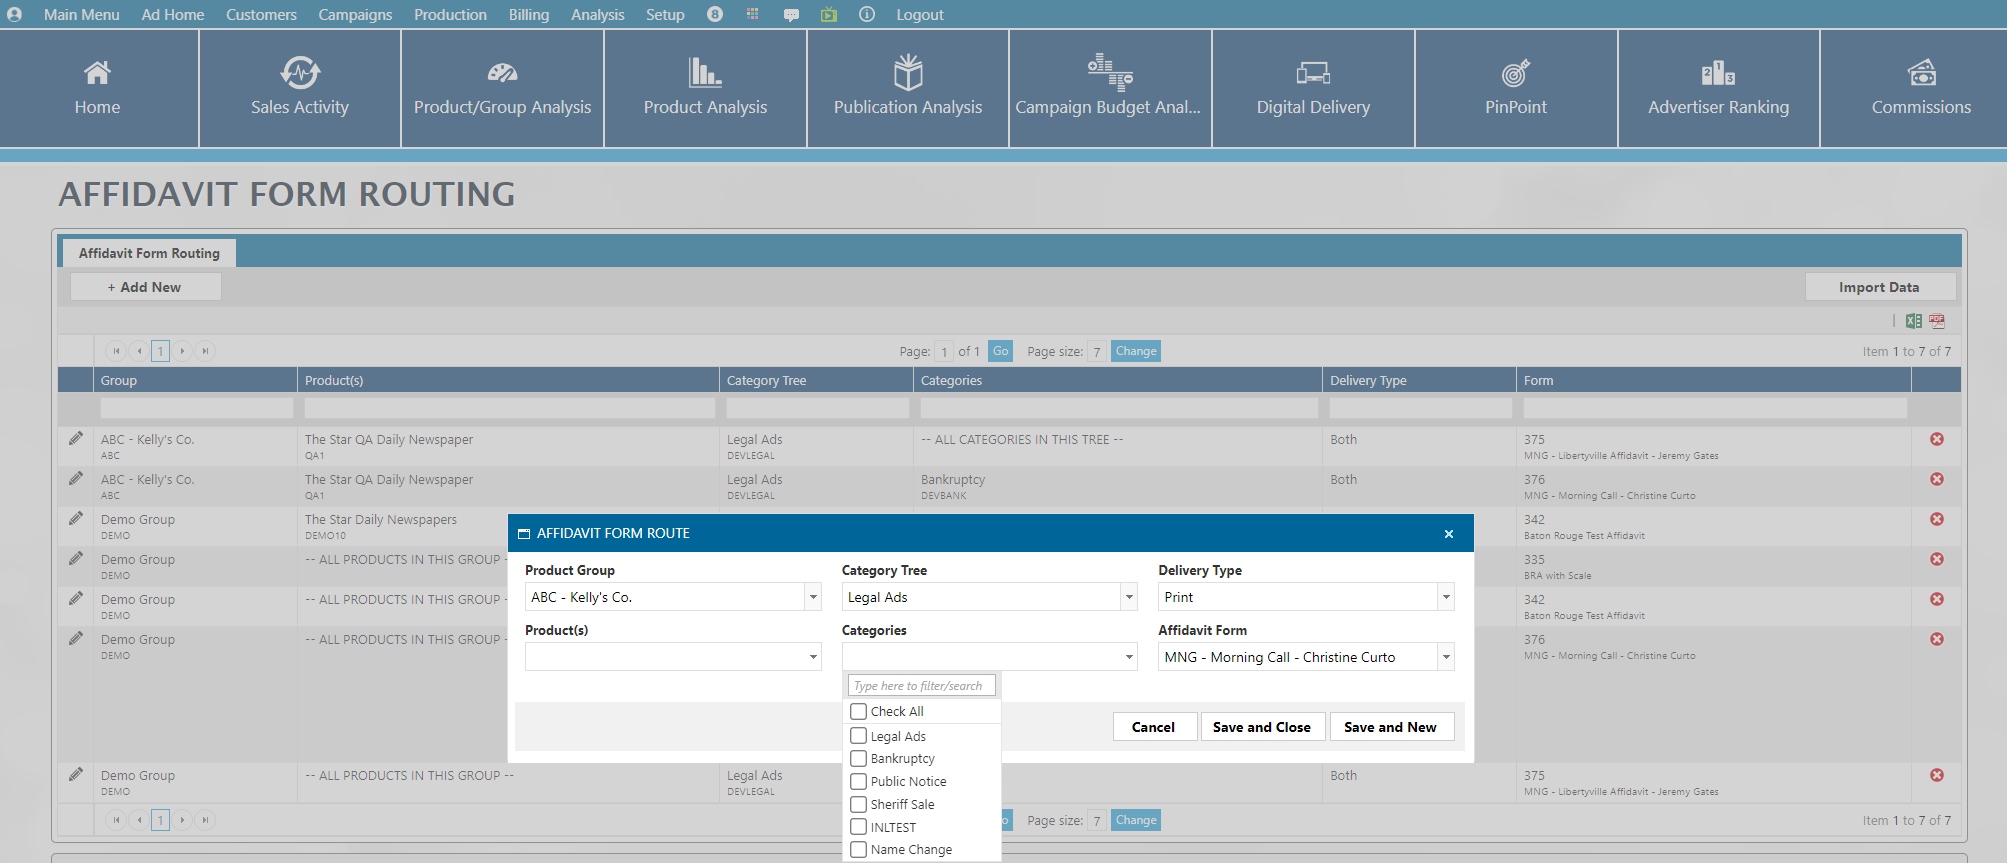 Main Menu Ad Home Customers Campaigns Production Billing Analysis Setup 8 Logout
Home Sales Activity Product/Group Analysis Product Analysis Publication Analysis Campaign Budget Anal... Digital Delivery PinPoint Advertiser Ranking Commissions
AFFIDAVIT FORM ROUTING
Affidavit Form Routing
+ Add New Import Data
1 Page: 1 of 1 Go Page size: 7 Change Item 1 to 7 of 7
Group Product(s) Category Tree Categories Delivery Type Form
ABC - Kelly's Co. The Star QA Daily Newspaper Legal Ads -- ALL CATEGORIES IN THIS TREE -- Both 375
ABC QA1 DEVLEGAL MNG - Libertyville Affidavit - Jeremy Gates
ABC - Kelly's Co. The Star QA Daily Newspaper Legal Ads Bankruptcy Both 376
ABC QA1 DEVLEGAL DEVBANK MNG - Morning Call - Christine Curto
Demo Group The Star Daily Newspapers 342
DEMO DEMO10 Baton Rouge Test Affidavit
Demo Group -- ALL PRODUCTS IN THIS GROUP - 335
DEMO BRA with Scale
Demo Group -- ALL PRODUCTS IN THIS GROUP - 342
DEMO Baton Rouge Test Affidavit
Demo Group -- ALL PRODUCTS IN THIS GROUP - 376
DEMO MNG - Morning Call - Christine Curto
Demo Group -- ALL PRODUCTS IN THIS GROUP -- Legal Ads Both 375
DEMO DEVLEGAL MNG - Libertyville Affidavit - Jeremy Gates
1 o Page size: 7 Change Item 1 to 7 of 7
AFFIDAVIT FORM ROUTE
Product Group Category Tree Delivery Type
ABC - Kelly's Co. Legal Ads Print
Product(s) Categories Affidavit Form
MNG - Morning Call - Christine Curto
Type here to filter/search
Check All
Legal Ads
Bankruptcy
Public Notice
Sheriff Sale
INLTEST
Name Change
Cancel Save and Close Save and New